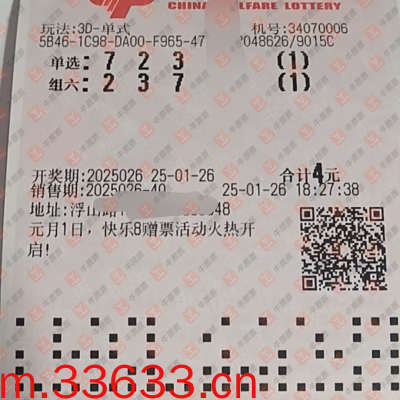 CHINA WELFARE LOTTERY
玩法:3D-单式 机号:34070006
5B46-1C98-DA00-F965-47 048626/9015C
单选: 7 2 3 (1)
组六: 2 3 7 (1)
开奖期:2025026 25-01-26 合计4元
销售期:2025026-40 25-01-26 18:27:38
地址:浮山路 48
元月1日，快乐8赠票活动火热开
启!
m.33633.cn